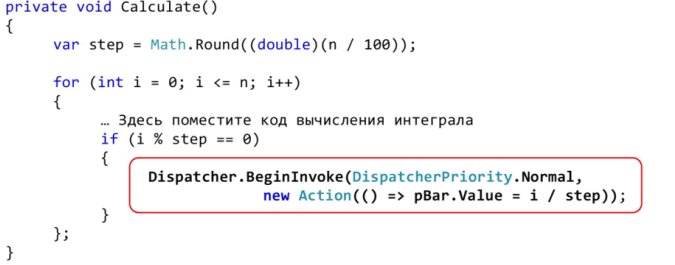 private void Calculate()
{
var step = Math.Round((double)(n / 100));
for (int i = 0; i <= n; i++)
{
… Здесь поместите код вычисления интеграла
if (i % step == 0)
{
Dispatcher.BeginInvoke(DispatcherPriority.Normal,
new Action(() => pBar.Value = i / step));
}
};
}